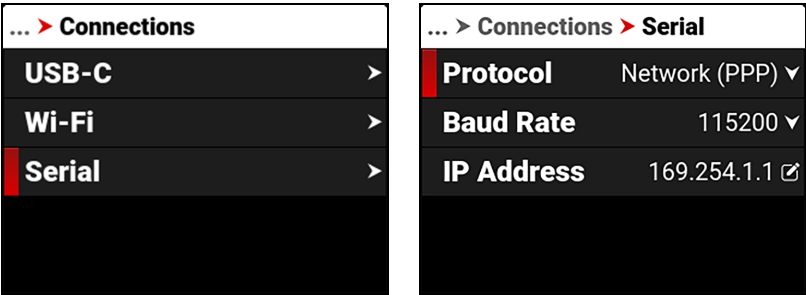 ... > Connections
USB-C
Wi-Fi
Serial
... > Connections > Serial
Protocol Network (PPP)
Baud Rate 115200
IP Address 169.254.1.1